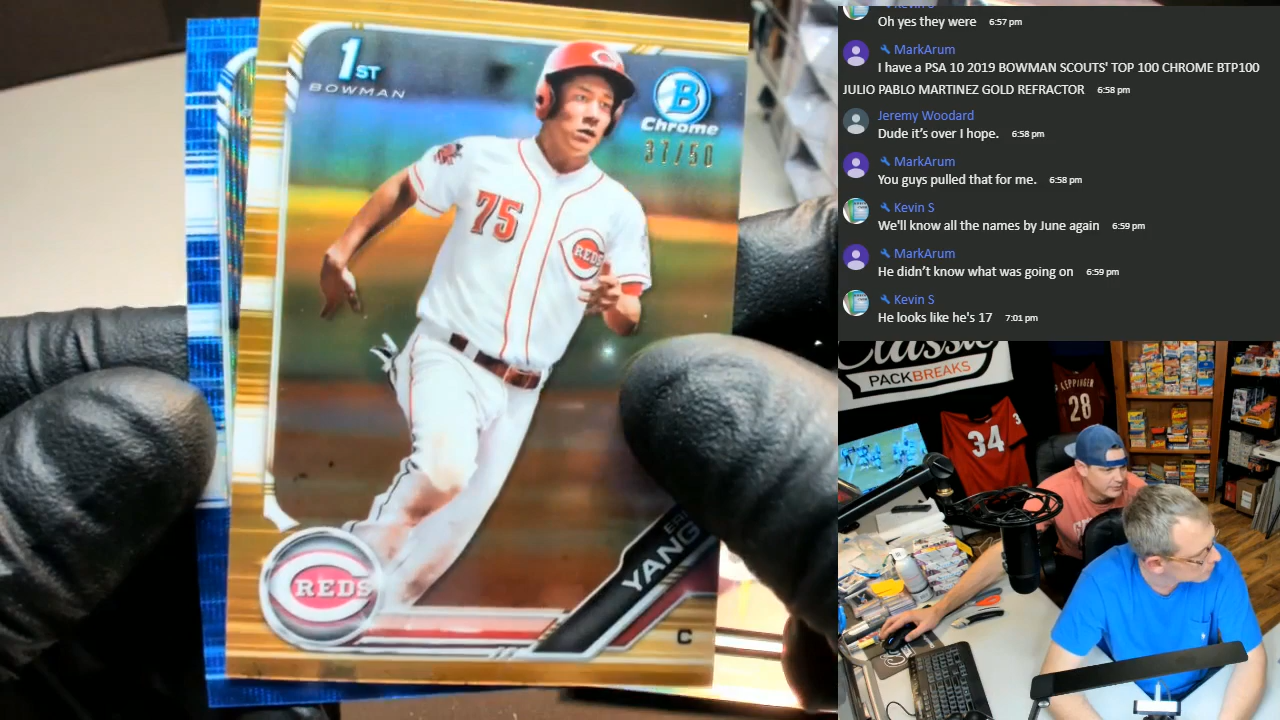 1ST
BOWMAN
B
Chrome
37/50
75
REDS
REDS
YANG
C
Kevin S
Oh yes they were 6:57 pm
MarkArum
I have a PSA 10 2019 BOWMAN SCOUTS' TOP 100 CHROME BTP100
JULIO PABLO MARTINEZ GOLD REFRACTOR 6:58 pm
Jeremy Woodard
Dude it's over I hope. 6:58 pm
MarkArum
You guys pulled that for me. 6:58 pm
Kevin S
We'll know all the names by June again 6:59 pm
MarkArum
He didn't know what was going on 6:59 pm
Kevin S
He looks like he's 17 7:01 pm
Classic
PACKBREAKS
LEPPINGER
28
34
3